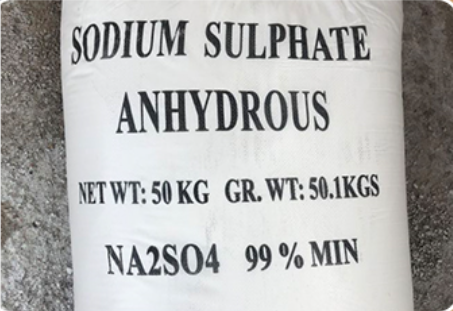 SODIUM SULPHATE
ANHYDROUS
NET WT: 50 KG GR. WT: 50.1KGS
NA2SO4 99 % MIN